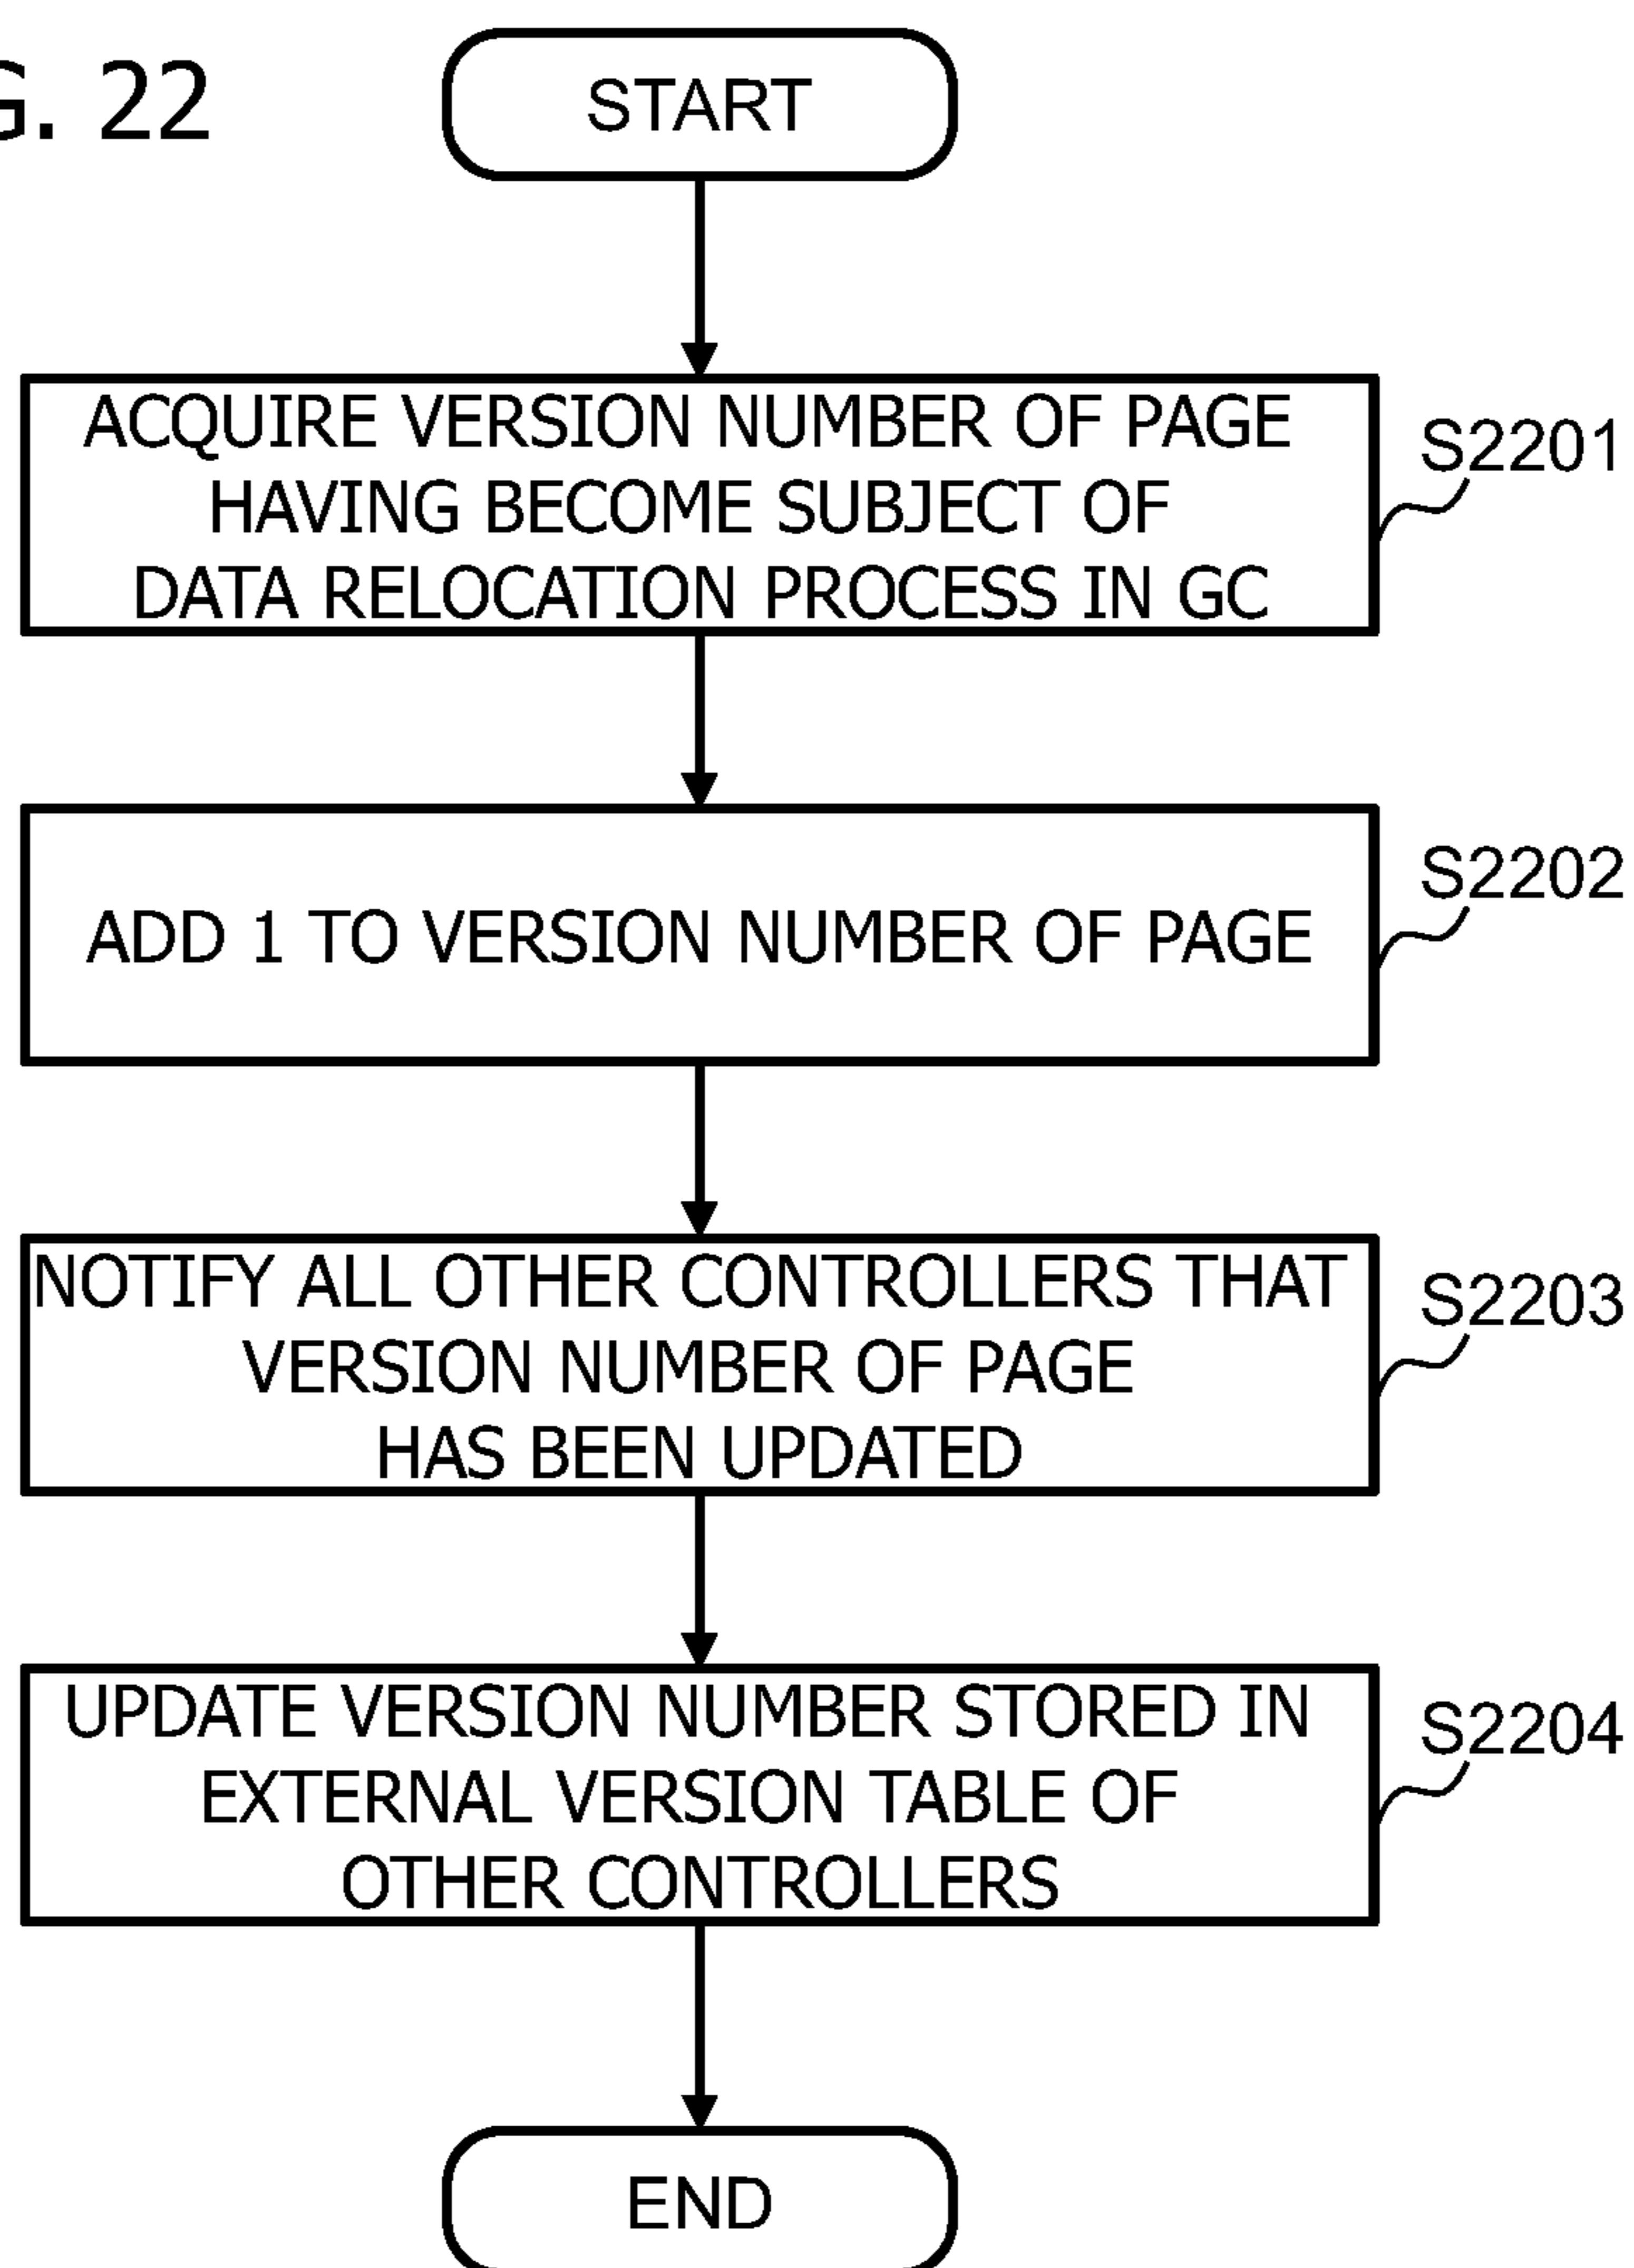 G. 22
START
ACQUIRE VERSION NUMBER OF PAGE
HAVING BECOME SUBJECT OF
DATA RELOCATION PROCESS IN GC
S2201
ADD 1 TO VERSION NUMBER OF PAGE
S2202
NOTIFY ALL OTHER CONTROLLERS THAT
VERSION NUMBER OF PAGE
HAS BEEN UPDATED
S2203
UPDATE VERSION NUMBER STORED IN
EXTERNAL VERSION TABLE OF
OTHER CONTROLLERS
S2204
END